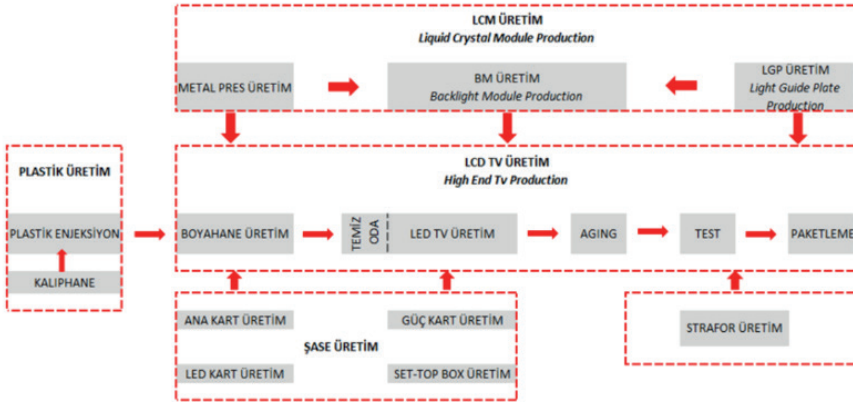 LCM ÜRETİM
Liquid Crystal Module Production
METAL PRES ÜRETİM
BM ÜRETİM
Backlight Module Production
LGP ÜRETİM
Light Guide Plate
Production
PLASTİK ÜRETİM
LCD TV ÜRETİM
High End Tv Production
PLASTİK ENJEKSİYON
BOYAHANE ÜRETİM
TEMİZ
ODA
LED TV ÜRETİM
AGING
TEST
PAKETLEME
KALIPHANE
ANA KART ÜRETİM
GÜÇ KART ÜRETİM
ŞASE ÜRETİM
LED KART ÜRETİM
SET-TOP BOX ÜRETİM
STRAFOR ÜRETİM